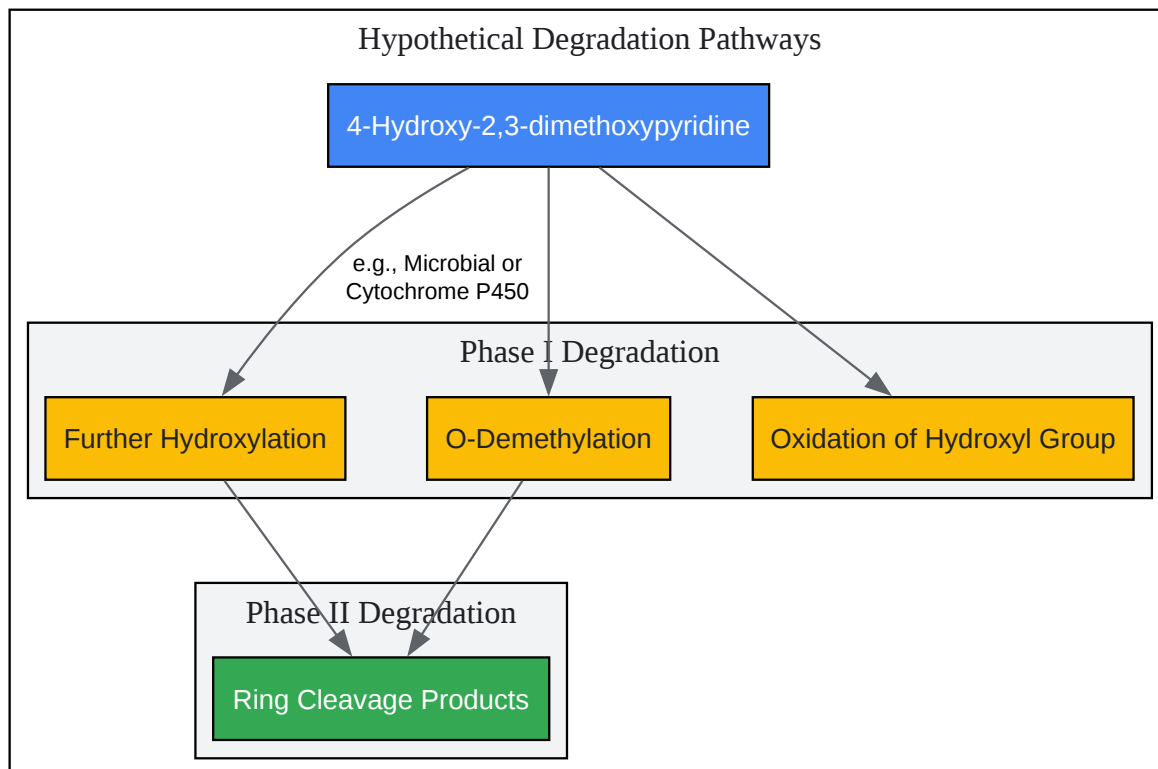 Hypothetical Degradation Pathways
4-Hydroxy-2,3-dimethoxypyridine
e.g., Microbial or
Cytochrome P450
Phase I Degradation
Further Hydroxylation
O-Demethylation
Oxidation of Hydroxyl Group
Phase II Degradation
Ring Cleavage Products